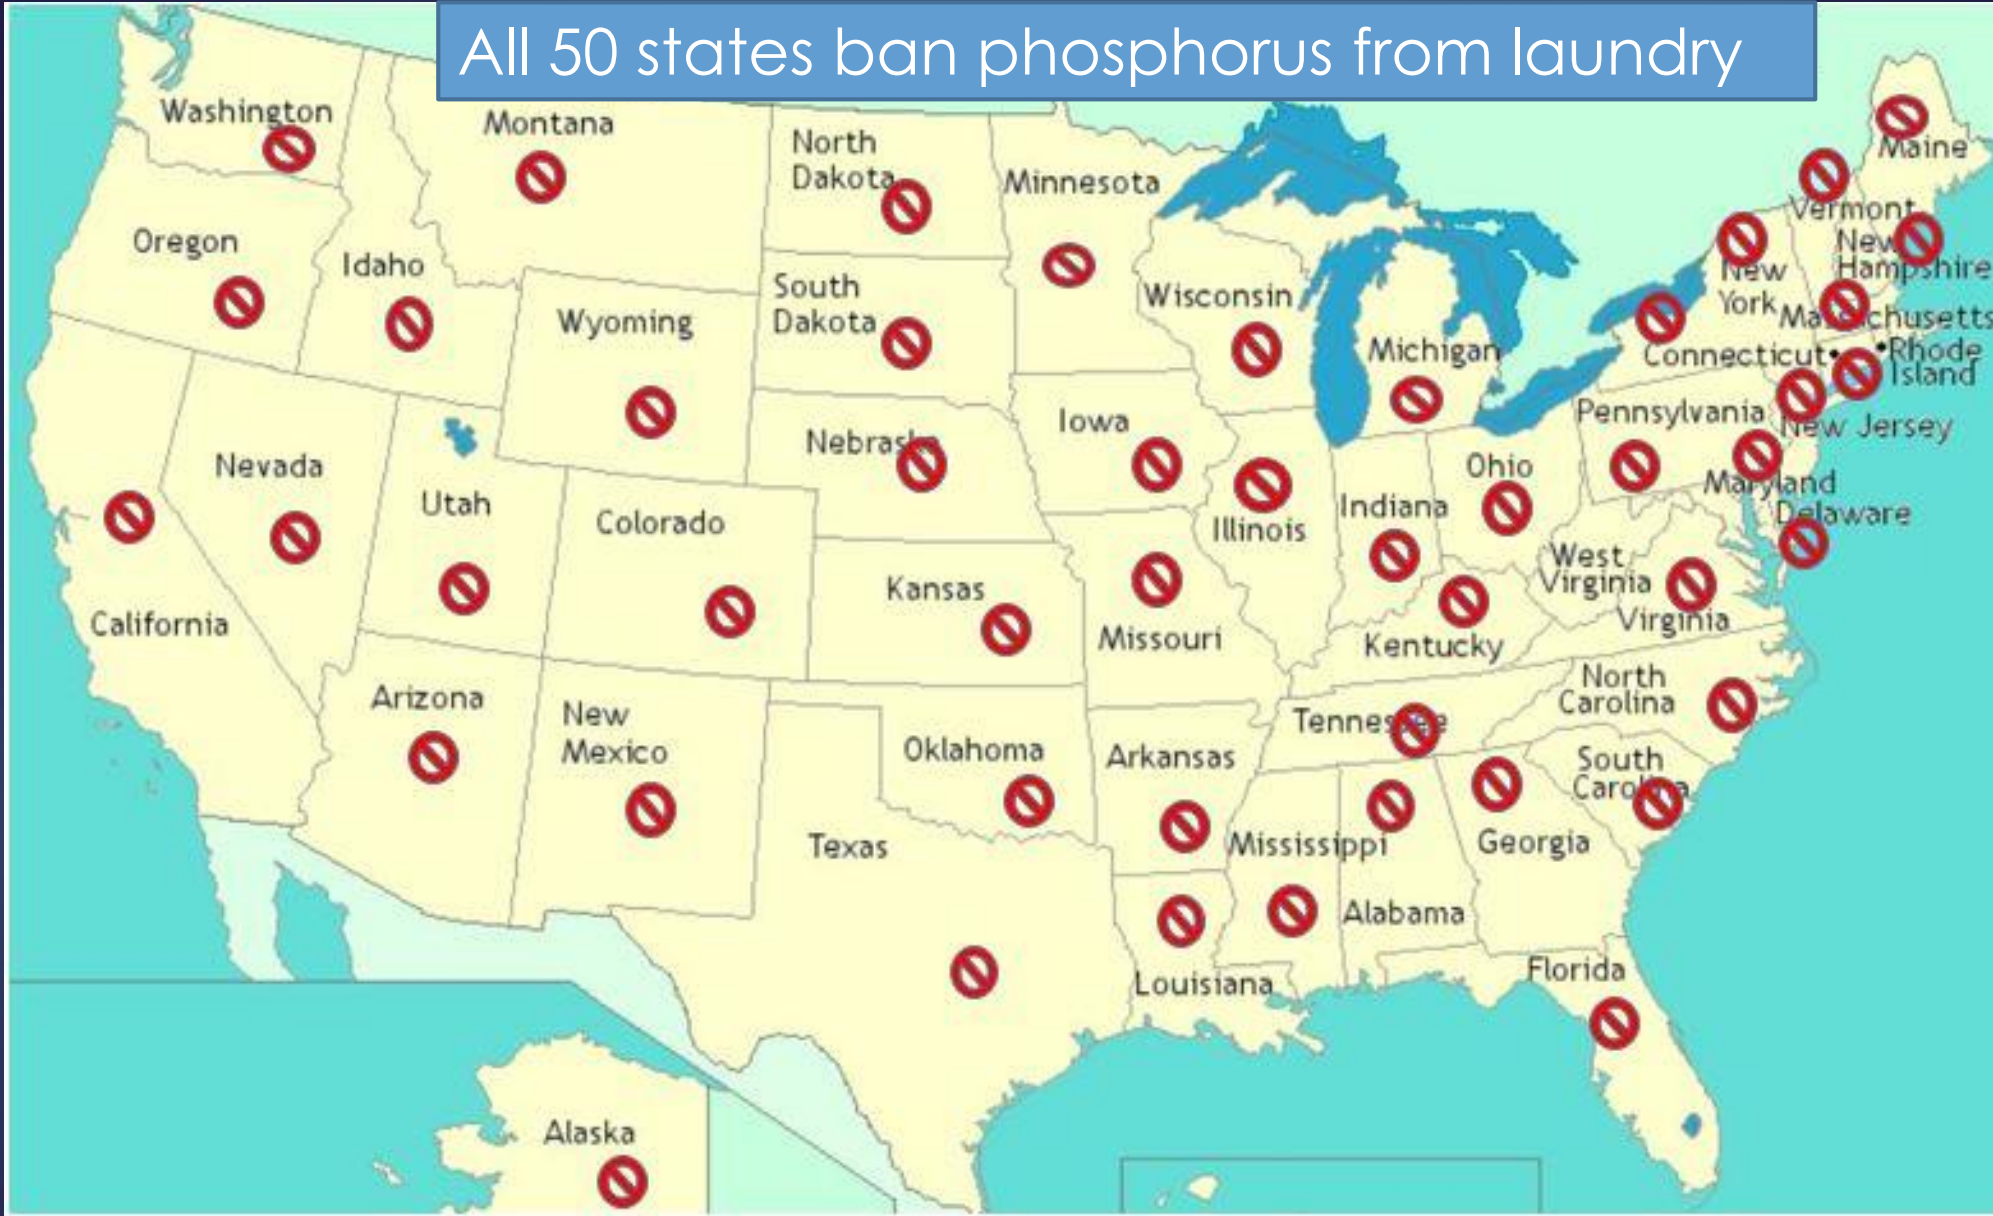 All 50 states ban phosphorus from laundry
Washington
Montana
North
Dakota
Minnesota
Maine
Oregon
Idaho
Wyoming
South
Dakota
Wisconsin
Michigan
Vermont
New
Hampshire
New
York
Massachusetts
Connecticut
Rhode
Island
Nevada
Utah
Colorado
Nebraska
Iowa
Illinois
Indiana
Ohio
Pennsylvania
New Jersey
Maryland
Delaware
California
Kansas
Missouri
Kentucky
West
Virginia
Virginia
Arizona
New
Mexico
Oklahoma
Arkansas
Tennessee
North
Carolina
South
Carolina
Texas
Louisiana
Mississippi
Alabama
Georgia
Florida
Alaska